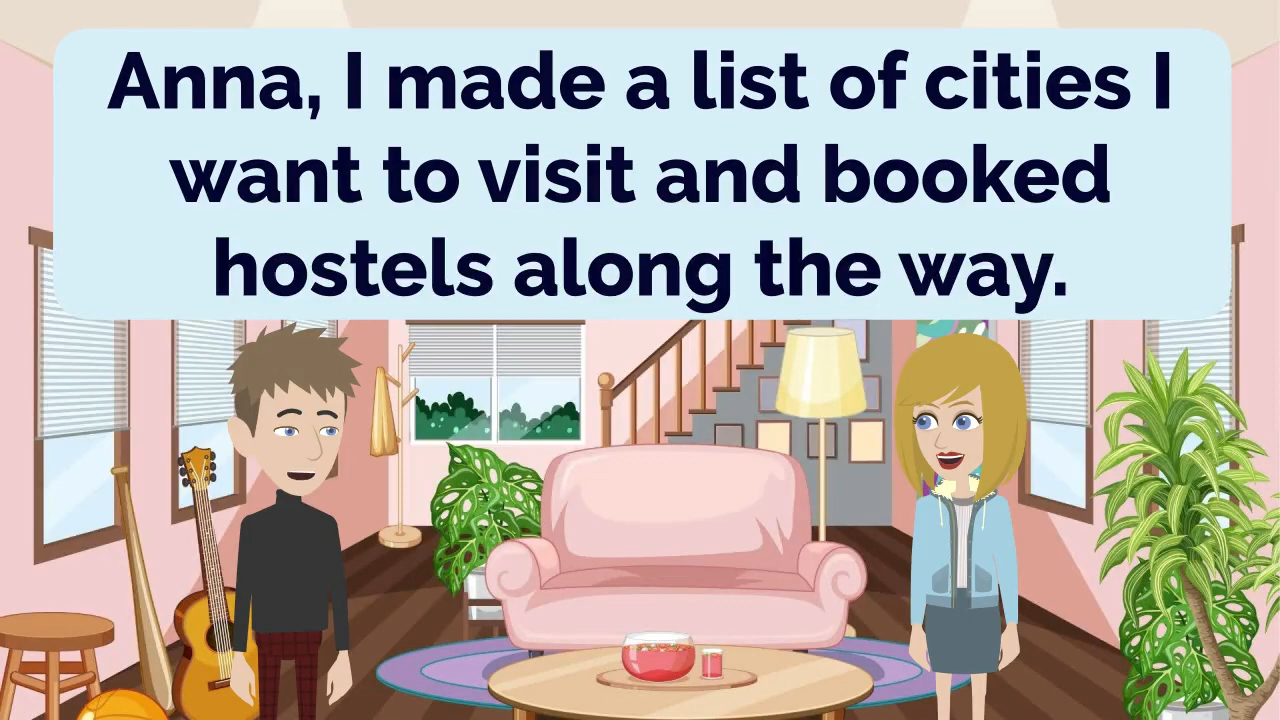 Anna, I made a list of cities I
want to visit and booked
hostels along the way.